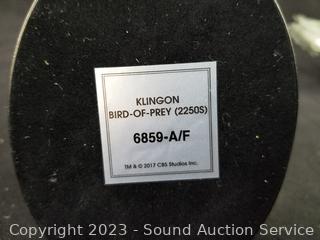 KLINGON
BIRD-OF-PREY (2250S)
6859-A/F
TM & © 2017 CBS Studios Inc.
Copyright 2023 - Sound Auction Service